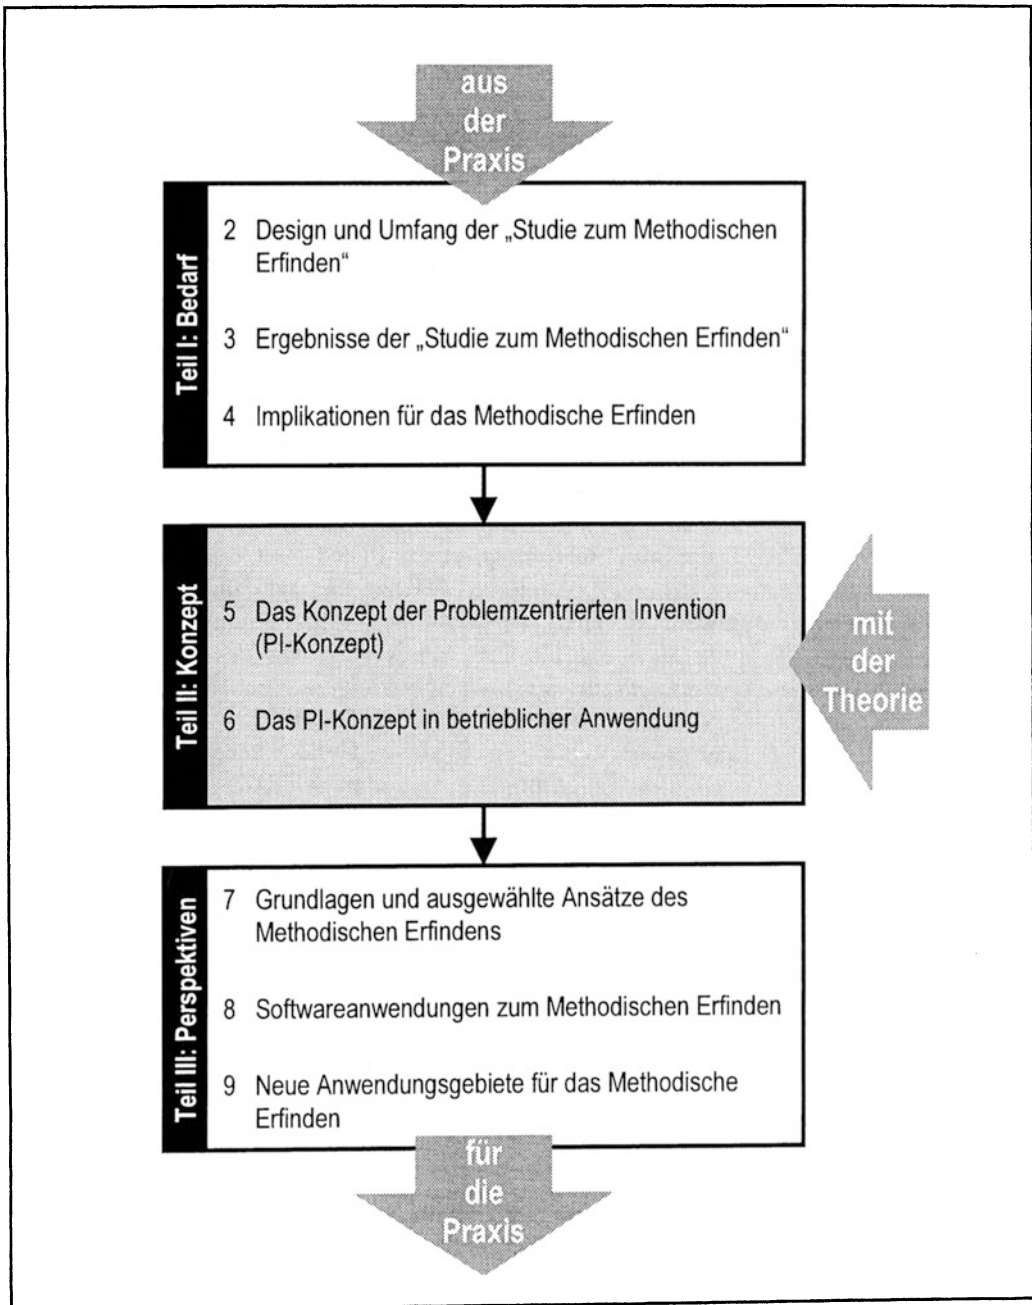 aus
der
Praxis
Teil I: Bedarf
2 Design und Umfang der „Studie zum Methodischen
Erfinden“
3 Ergebnisse der „Studie zum Methodischen Erfinden“
4 Implikationen für das Methodische Erfinden
Teil II: Konzept
5 Das Konzept der Problemzentrierten Invention
(PI-Konzept)
6 Das PI-Konzept in betrieblicher Anwendung
mit
der
Theorie
Teil III: Perspektiven
7 Grundlagen und ausgewählte Ansätze des
Methodischen Erfindens
8 Softwareanwendungen zum Methodischen Erfinden
9 Neue Anwendungsgebiete für das Methodische
Erfinden
für
die
Praxis